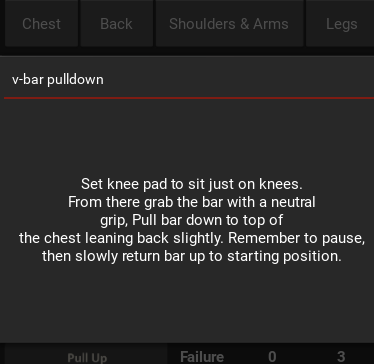 Chest Back Shoulders & Arms Legs
v-bar pulldown
Set knee pad to sit just on knees.
From there grab the bar with a neutral
grip, Pull bar down to top of
the chest leaning back slightly. Remember to pause,
then slowly return bar up to starting position.
Pull Up Failure 0 3